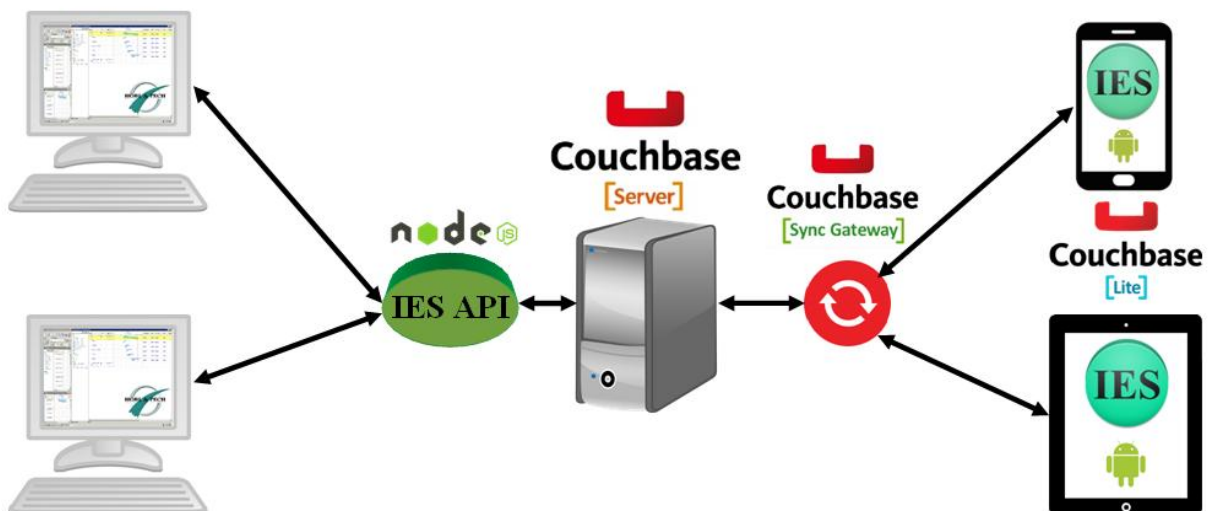 node
JS
IES API
Couchbase
[Server]
Couchbase
[Sync Gateway]
IES
Couchbase
[Lite]
IES